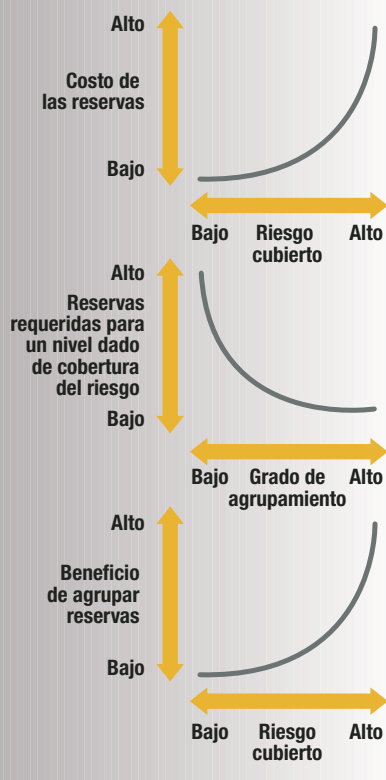 Alto
Costo de
las reservas
Bajo
Bajo Riesgo Alto
cubierto
Alto
Reservas
requeridas para
un nivel dado
de cobertura
del riesgo
Bajo
Bajo Grado de Alto
agrupamiento
Alto
Beneficio
de agrupar
reservas
Bajo
Bajo Riesgo Alto
cubierto